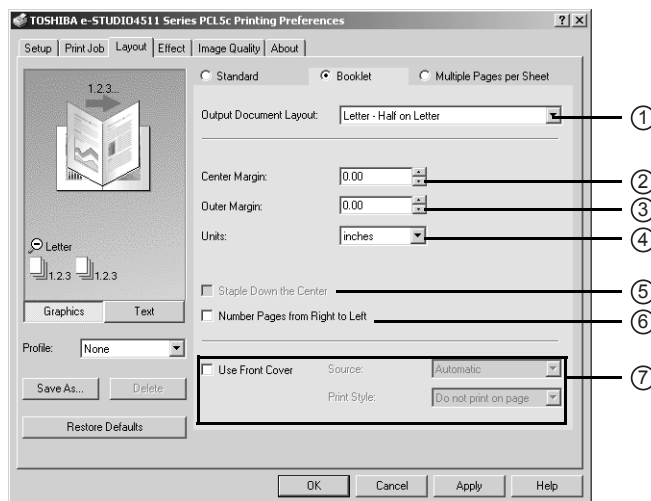 TOSHIBA e-STUDIO4511 Series PCL5c Printing Preferences
Setup Print Job Layout Effect Image Quality About
1.2.3...
Letter
1.2.3 1.2.3
Graphics Text
Profile: None
Save As... Delete
Restore Defaults
Standard Booklet Multiple Pages per Sheet
Output Document Layout: Letter - Half on Letter 1
Center Margin: 0.00 2
Outer Margin: 0.00 3
Units: inches 4
Staple Down the Center 5
Number Pages from Right to Left 6
Use Front Cover Source: Automatic 7
Print Style: Do not print on page
OK Cancel Apply Help